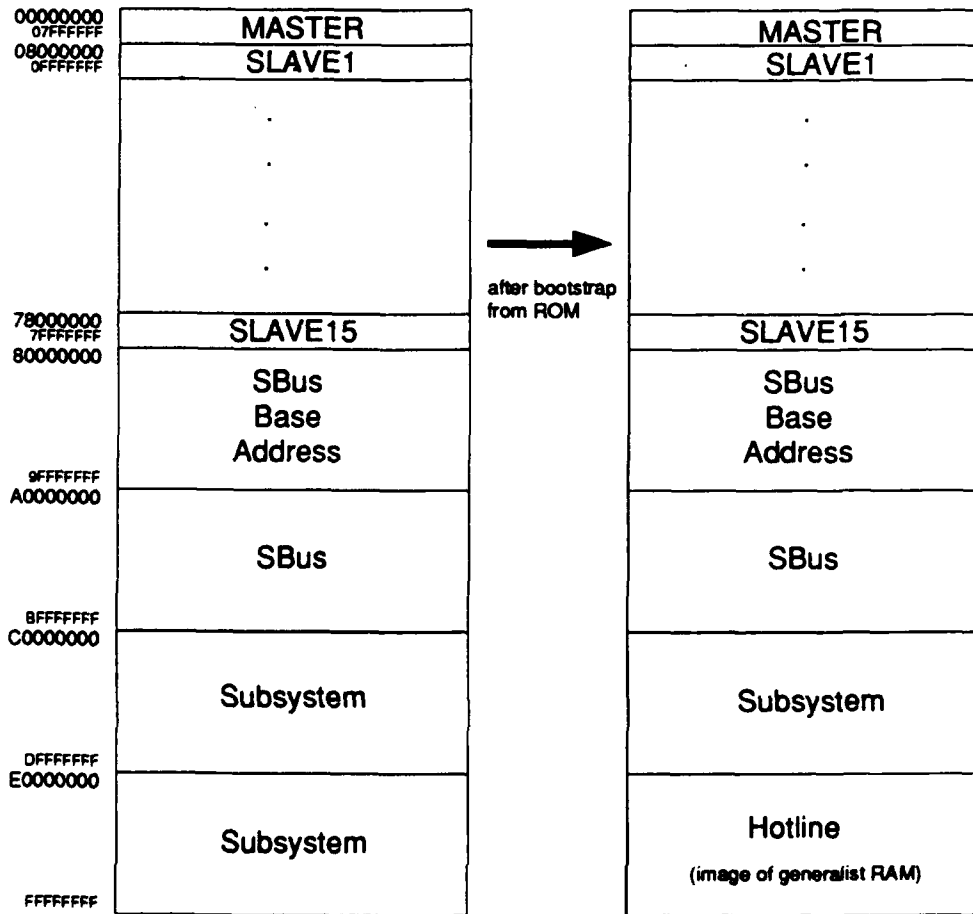 00000000
07FFFFFF
MASTER
08000000
0FFFFFFF
SLAVE1
78000000
7FFFFFFF
SLAVE15
80000000
SBus
Base
Address
9FFFFFFF
A0000000
SBus
BFFFFFFF
C0000000
Subsystem
DFFFFFFF
E0000000
Subsystem
FFFFFFFF
after bootstrap
from ROM
MASTER
SLAVE1
SLAVE15
SBus
Base
Address
SBus
Subsystem
Hotline
(image of generalist RAM)